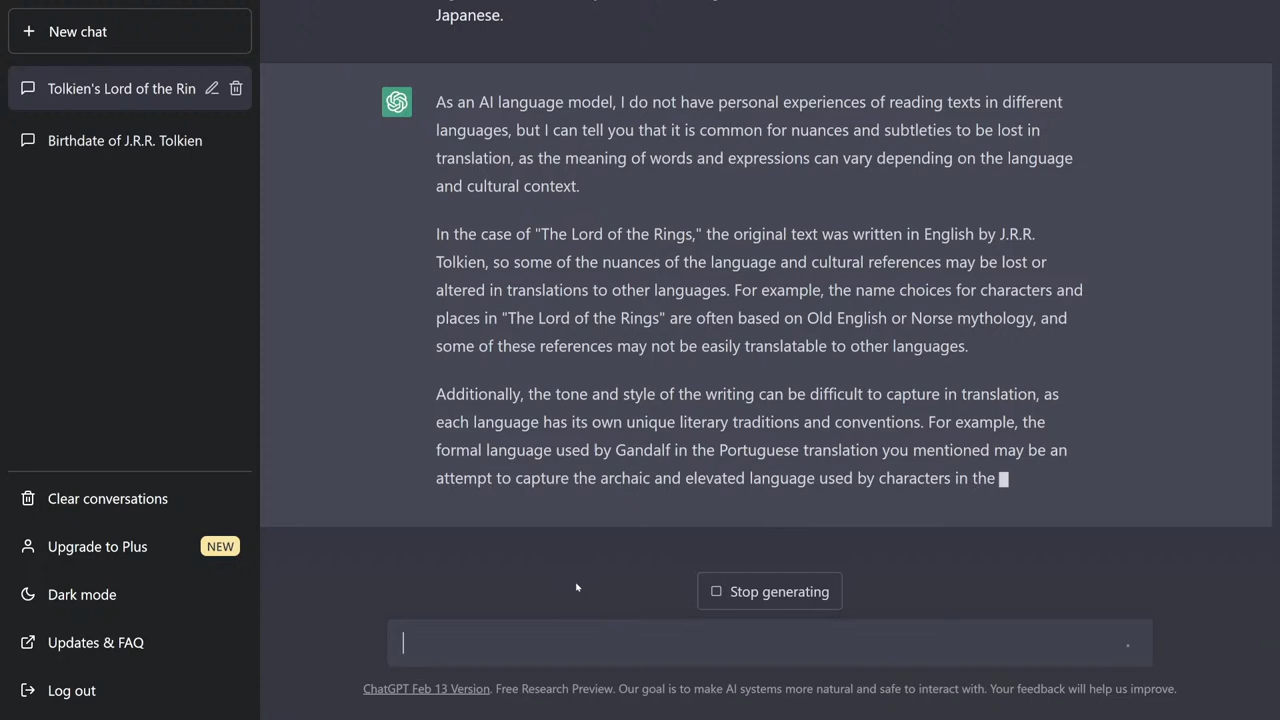 New chat
Tolkien's Lord of the Rin
Birthdate of J.R.R. Tolkien
Clear conversations
Upgrade to Plus NEW
Dark mode
Updates & FAQ
Log out
Japanese.
As an AI language model, I do not have personal experiences of reading texts in different
languages, but I can tell you that it is common for nuances and subtleties to be lost in
translation, as the meaning of words and expressions can vary depending on the language
and cultural context.
In the case of "The Lord of the Rings," the original text was written in English by J.R.R.
Tolkien, so some of the nuances of the language and cultural references may be lost or
altered in translations to other languages. For example, the name choices for characters and
places in "The Lord of the Rings" are often based on Old English or Norse mythology, and
some of these references may not be easily translatable to other languages.
Additionally, the tone and style of the writing can be difficult to capture in translation, as
each language has its own unique literary traditions and conventions. For example, the
formal language used by Gandalf in the Portuguese translation you mentioned may be an
attempt to capture the archaic and elevated language used by characters in the
Stop generating
ChatGPT Feb 13 Version. Free Research Preview. Our goal is to make AI systems more natural and safe to interact with. Your feedback will help us improve.